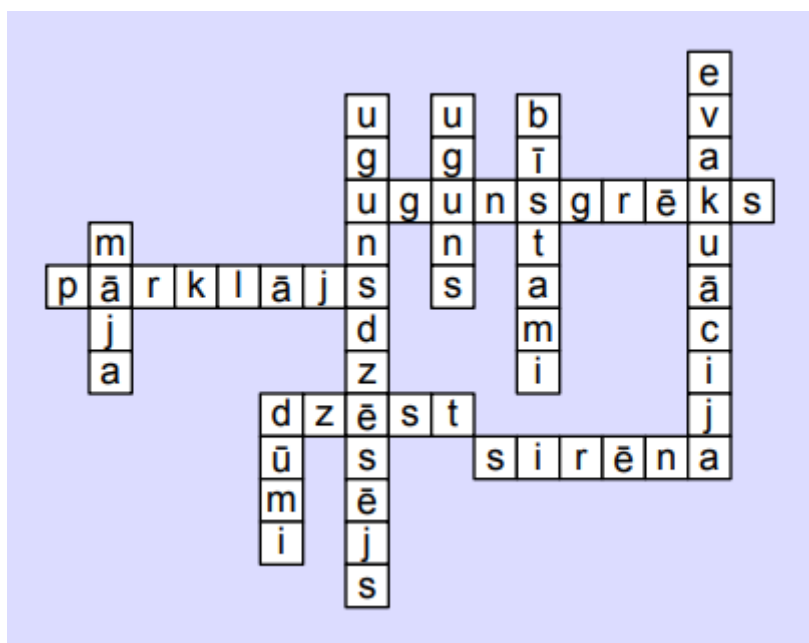 evakuācija
ugunsdzēsējs
uguns
bīstami
ugunsgrēks
māja
pārklājs
dzēst
dūmi
sirēna